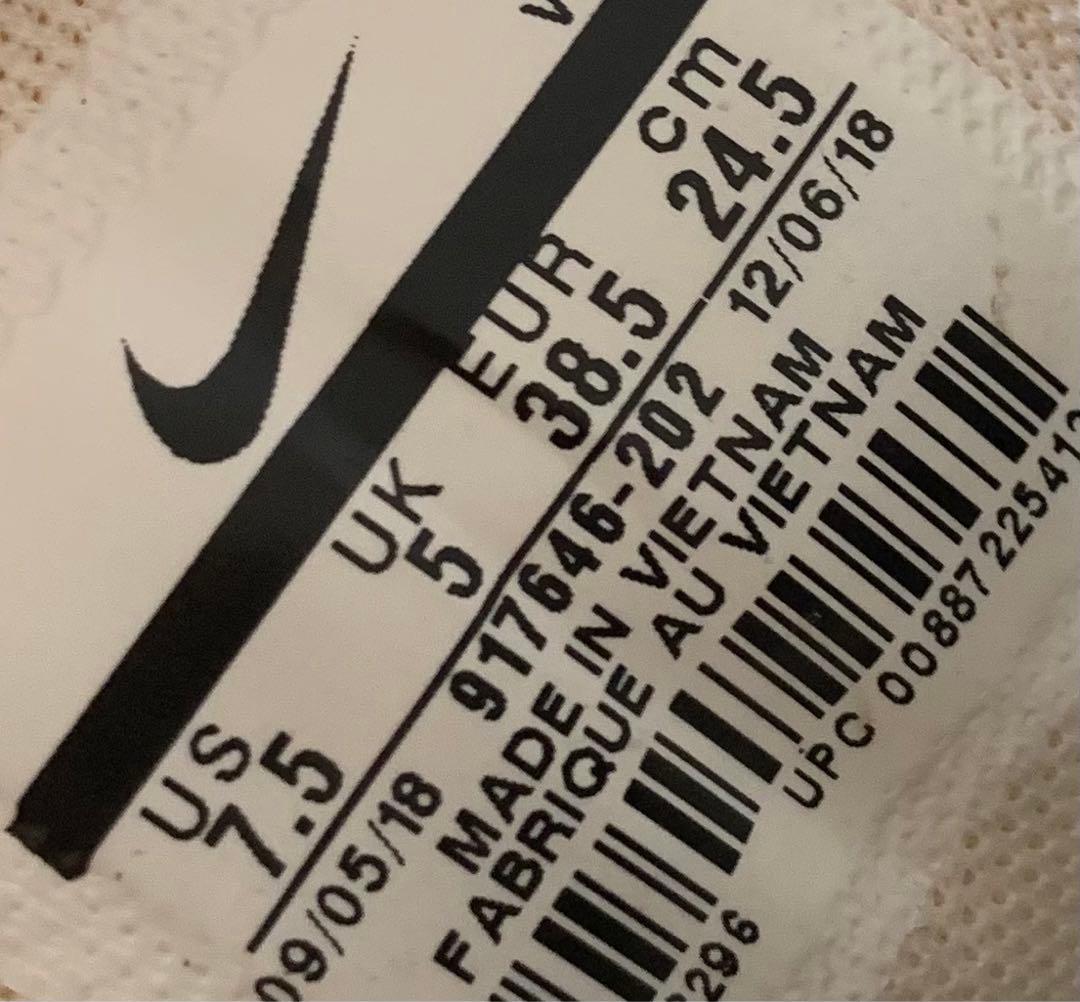 US UK EUR cm
7.5 5 38.5 24.5
09/05/18 917646-202 12/06/18
MADE IN VIETNAM
FABRIQUE AU VIETNAM
UPC 00887225412
296